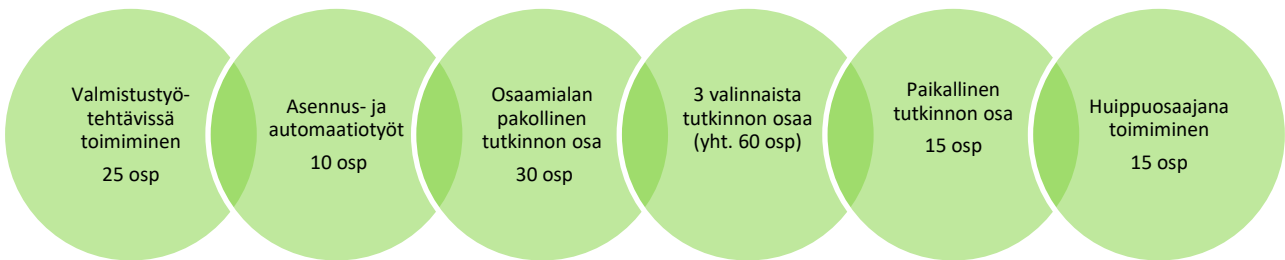 Valmistustyö-
tehtävissä
toimiminen
25 osp
Asennus- ja
automaatiotyöt
10 osp
Osaamialan
pakollinen
tutkinnon osa
30 osp
3 valinnaista
tutkinnon osaa
(yht. 60 osp)
Paikallinen
tutkinnon osa
15 osp
Huippuosaajana
toimiminen
15 osp